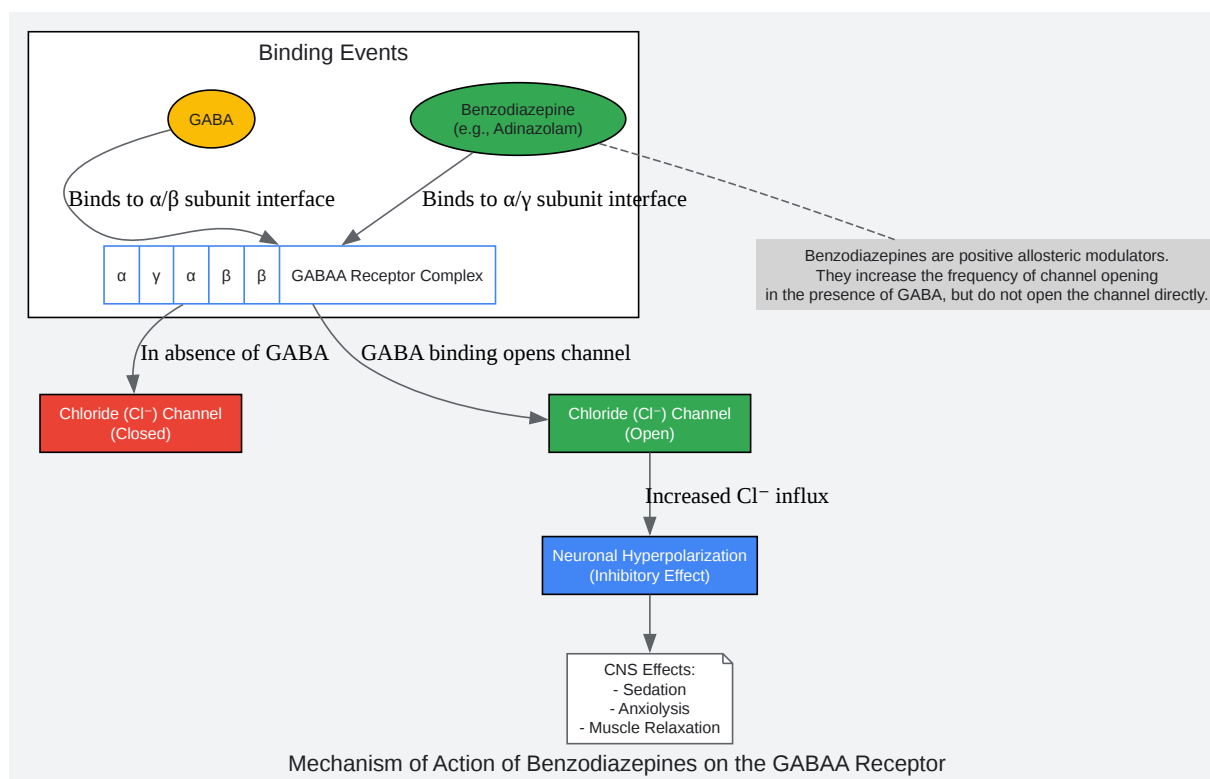 Binding Events
GABA
Benzodiazepine
(e.g., Adinazolam)
Binds to α/β subunit interface
Binds to α/γ subunit interface
α
γ
α
β
β
GABAA Receptor Complex
Benzodiazepines are positive allosteric modulators.
They increase the frequency of channel opening
in the presence of GABA, but do not open the channel directly.
In absence of GABA
GABA binding opens channel
Chloride (Cl⁻) Channel
(Closed)
Chloride (Cl⁻) Channel
(Open)
Increased Cl⁻ influx
Neuronal Hyperpolarization
(Inhibitory Effect)
CNS Effects:
- Sedation
- Anxiolysis
- Muscle Relaxation
Mechanism of Action of Benzodiazepines on the GABAA Receptor